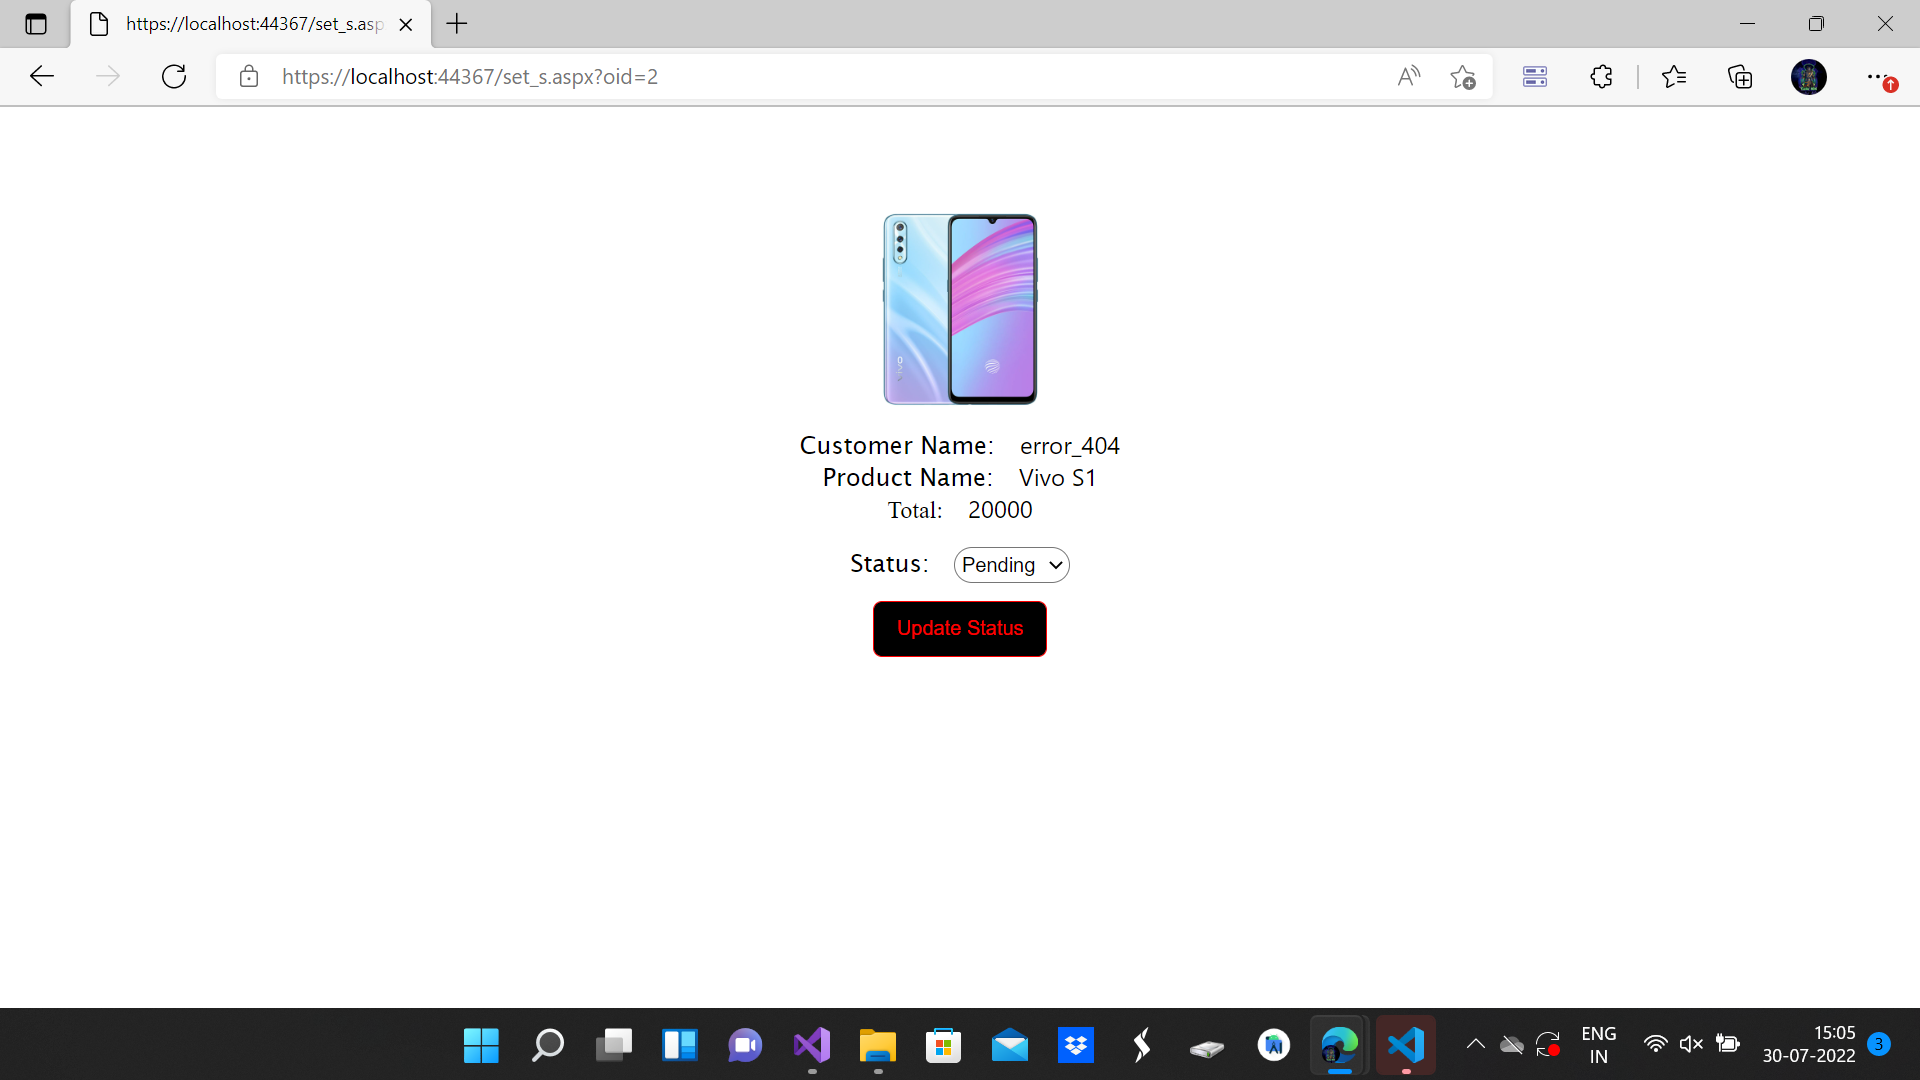 https://localhost:44367/set_s.asp
https://localhost:44367/set_s.aspx?oid=2
vivo
Customer Name: error_404
Product Name: Vivo S1
Total: 20000
Status: Pending
Update Status
ENG
IN
15:05
30-07-2022
3